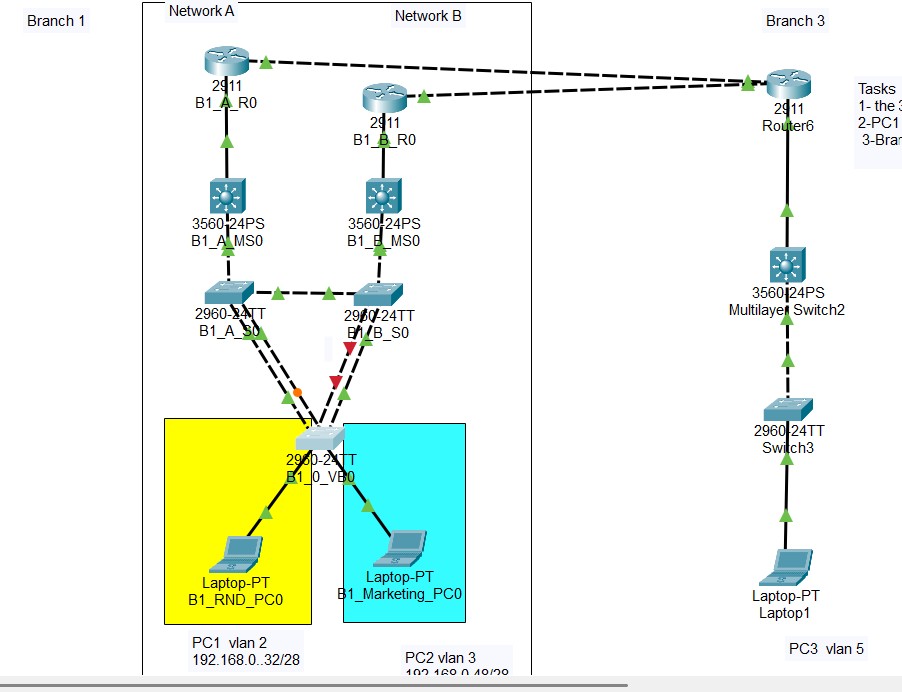 Branch 1
Network A
Network B
Branch 3
2911
B1_A_R0
2911
B1_B_R0
2911
Router6
Tasks
1- the 3
2-PC1
3-Brar
3560-24PS
B1_A_MS0
3560-24PS
B1_B_MS0
3560-24PS
Multilayer Switch2
2960-24TT
B1_A_S0
2960-24TT
B1_B_S0
2960-24TT
Switch3
2960-24TT
B1_0_VB0
Laptop-PT
B1_RND_PC0
Laptop-PT
B1_Marketing_PC0
Laptop-PT
Laptop1
PC1 vlan 2
192.168.0..32/28
PC2 vlan 3
192.168.0.48/28
PC3 vlan 5